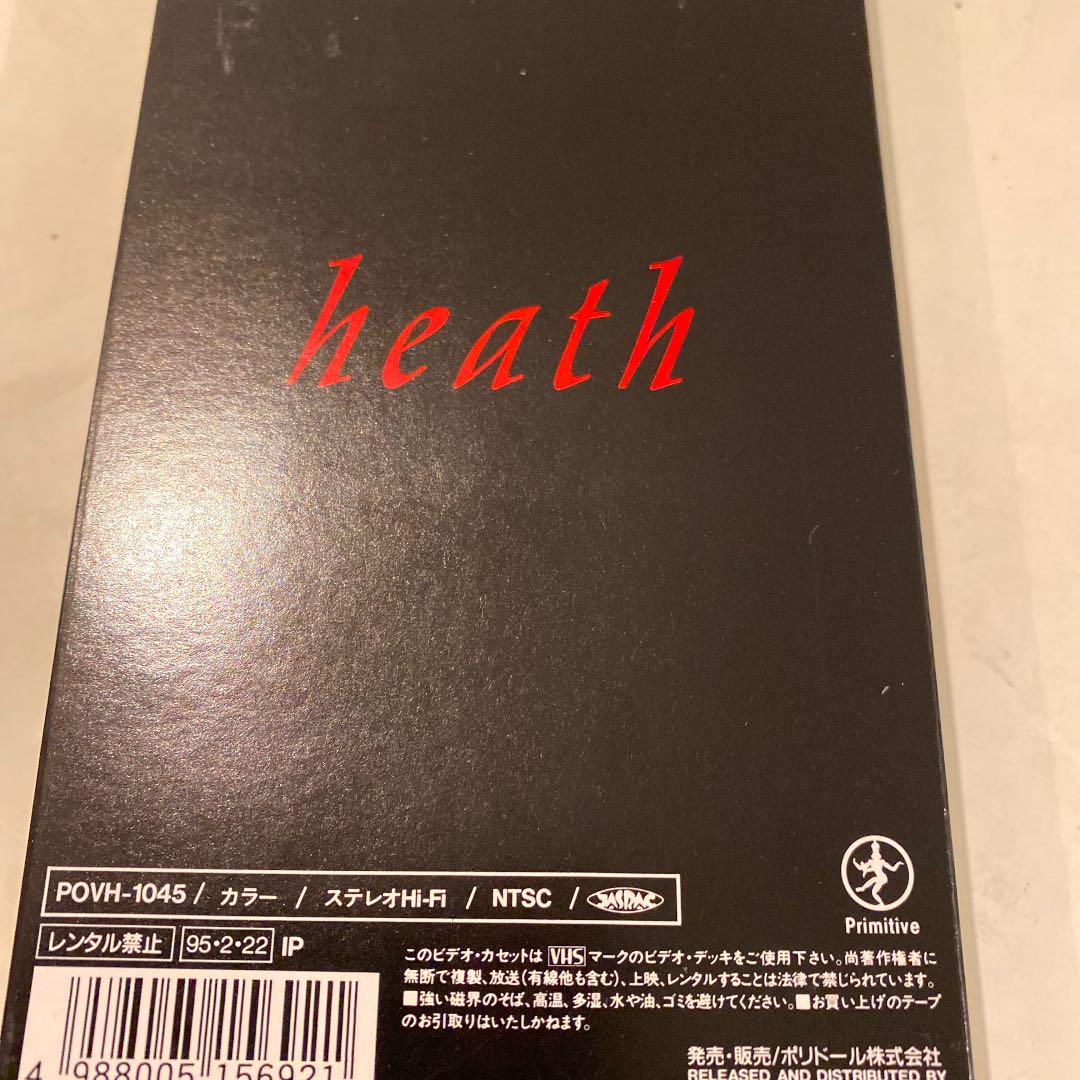 heath
POVH-1045 / カラー / ステレオHi-Fi / NTSC / JASRAC
Primitive
レンタル禁止 95・2・22 IP
このビデオ・カセットは VHS マークのビデオ・デッキをご使用下さい。尚著作権者に
無断で複製、放送(有線他も含む)、上映、レンタルすることは法律で禁じられています。
■強い磁界のそば、高温、多湿、水や油、ゴミを避けてください。■お買い上げのテープ
のお引取りはいたしかねます。
4 988005 156921
発売・販売/ポリドール株式会社
RELEASED AND DISTRIBUTED BY